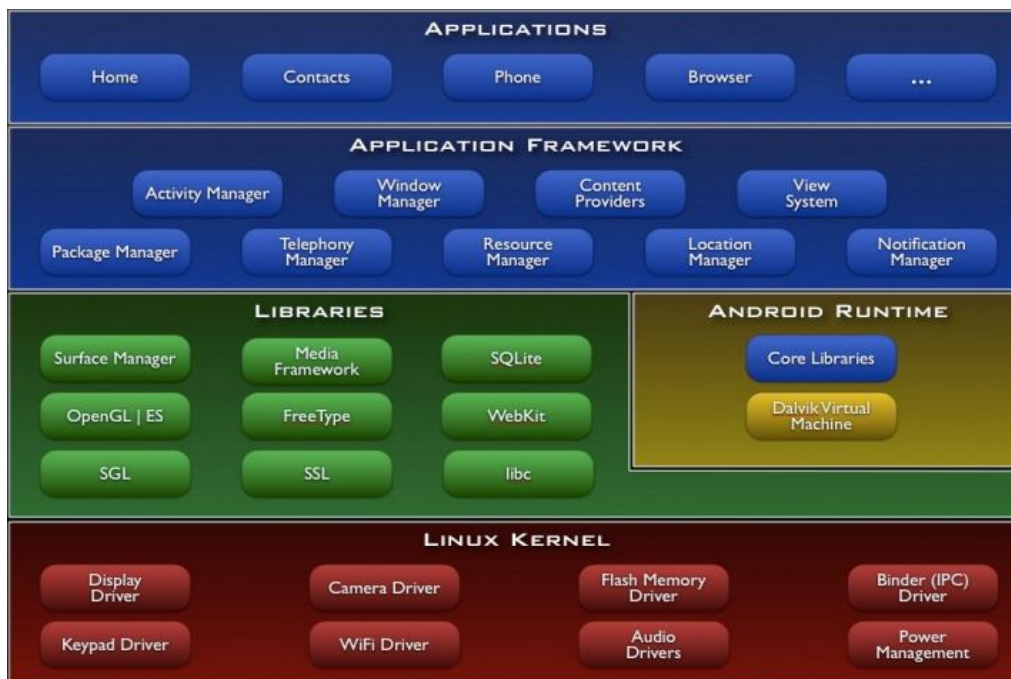 APPLICATIONS
Home
Contacts
Phone
Browser
...
APPLICATION FRAMEWORK
Activity Manager
Window
Manager
Content
Providers
View
System
Package Manager
Telephony
Manager
Resource
Manager
Location
Manager
Notification
Manager
LIBRARIES
Surface Manager
Media
Framework
SQLite
OpenGL | ES
FreeType
WebKit
SGL
SSL
libc
ANDROID RUNTIME
Core Libraries
Dalvik Virtual
Machine
LINUX KERNEL
Display
Driver
Camera Driver
Flash Memory
Driver
Binder (IPC)
Driver
Keypad Driver
WiFi Driver
Audio
Drivers
Power
Management